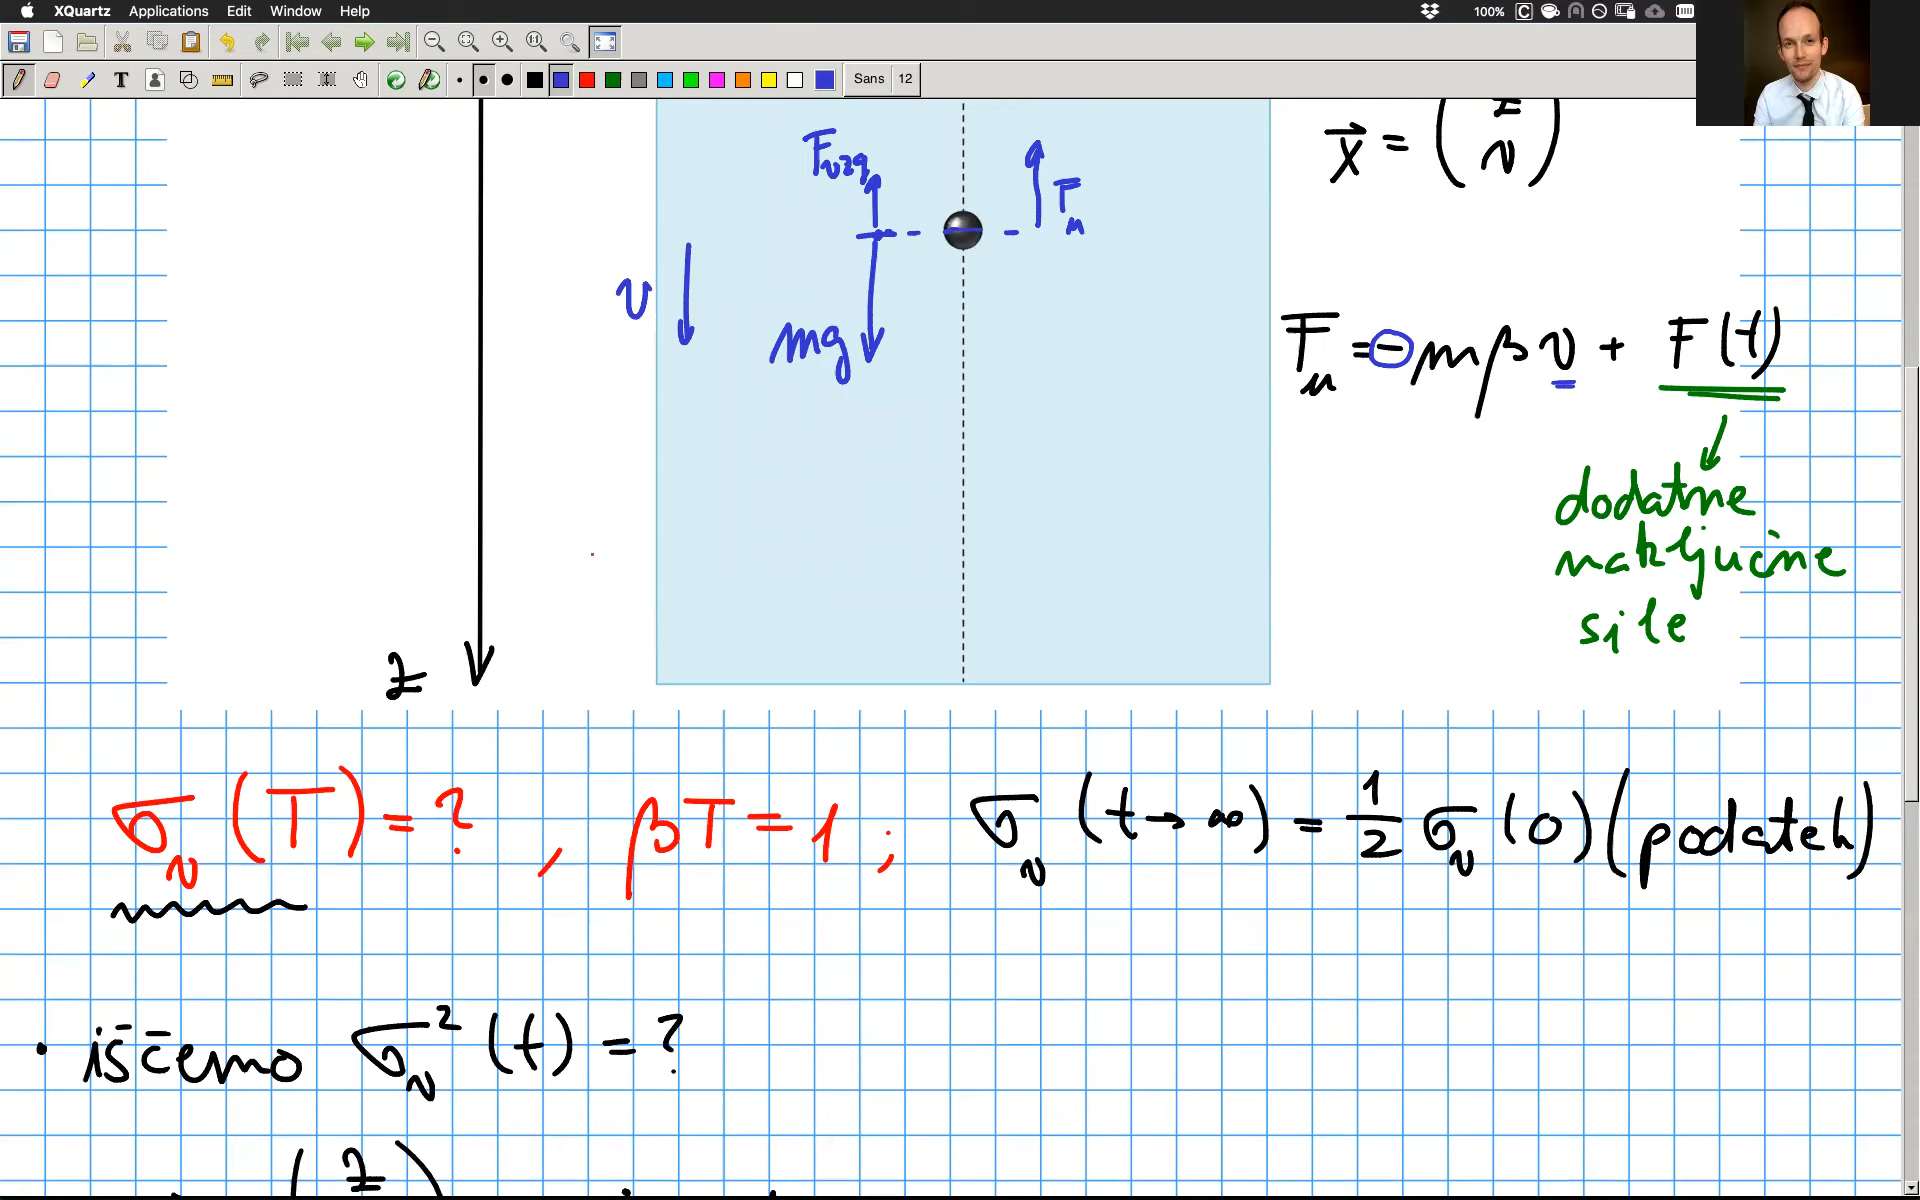 XQuartz Applications Edit Window Help
100%
Sans 12
x⃗ = (z v)
F_vzg
F_u
v
mg
F_u = - m β v + F(t)
dodatne
naključne
sile
z
σ_v (T) = ? , βT = 1 ; σ_v (t → ∞) = 1/2 σ_v (0) (podatek)
• iščemo σ_v² (t) = ?
(z